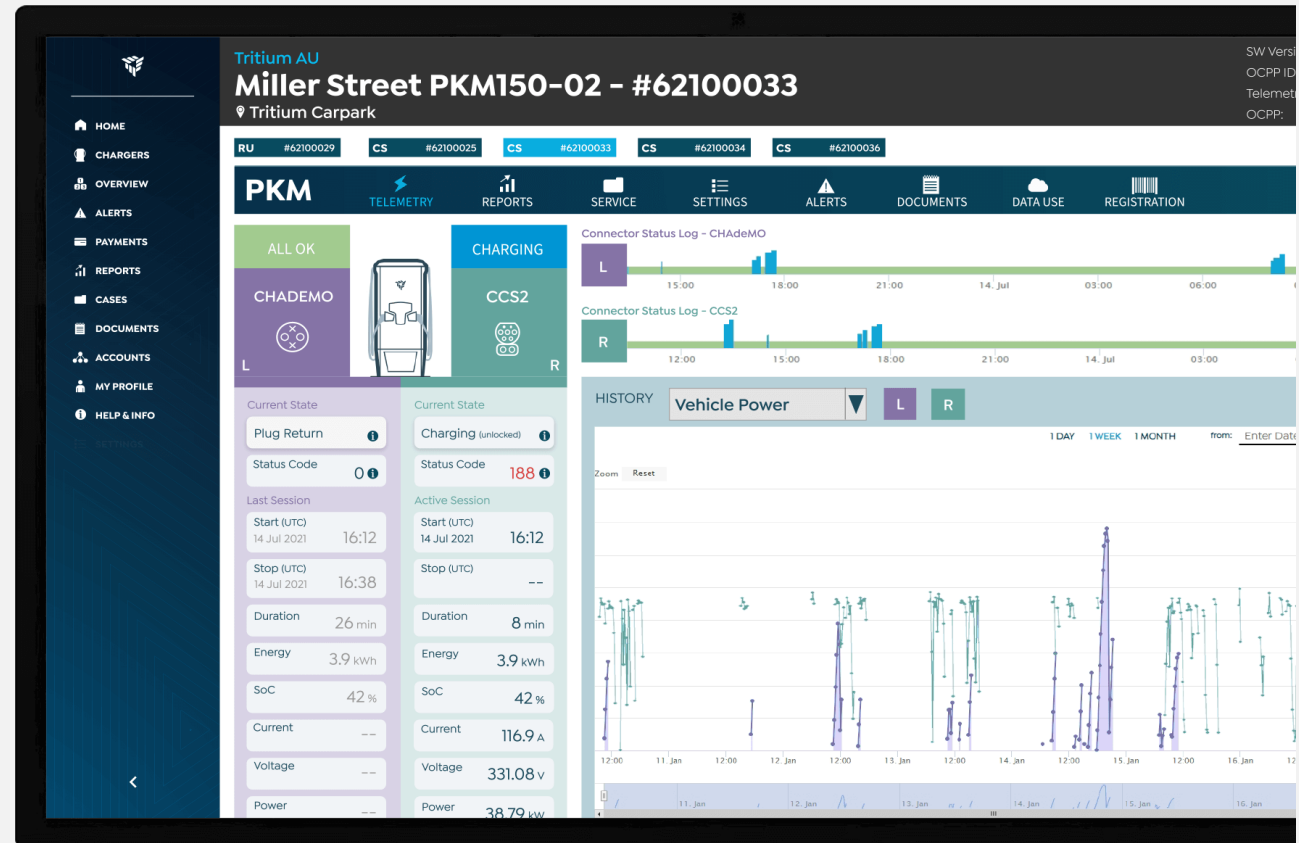 Tritium AU
Miller Street PKM150-02 - #62100033
Tritium Carpark
SW Versi
OCPP ID
Telemet
OCPP:
HOME
CHARGERS
OVERVIEW
ALERTS
PAYMENTS
REPORTS
CASES
DOCUMENTS
ACCOUNTS
MY PROFILE
HELP & INFO
SETTINGS
RU #62100029 CS #62100025 CS #62100033 CS #62100034 CS #62100036
PKM TELEMETRY REPORTS SERVICE SETTINGS ALERTS DOCUMENTS DATA USE REGISTRATION
ALL OK
CHADEMO
L
CHARGING
CCS2
R
Connector Status Log - CHAdeMO
L
15:00 18:00 21:00 14. Jul 03:00 06:00
Connector Status Log - CCS2
R
12:00 15:00 18:00 21:00 14. Jul 03:00
Current State
Plug Return
Status Code
0
Last Session
Start (UTC)
14 Jul 2021 16:12
Stop (UTC)
14 Jul 2021 16:38
Duration
26 min
Energy
3.9 kWh
SoC
42 %
Current
--
Voltage
--
Power
--
Current State
Charging (unlocked)
Status Code
188
Active Session
Start (UTC)
14 Jul 2021 16:12
Stop (UTC)
--
Duration
8 min
Energy
3.9 kWh
SoC
42 %
Current
116.9 A
Voltage
331.08 V
Power
38.79 kW
HISTORY Vehicle Power L R
1 DAY 1 WEEK 1 MONTH from: Enter Date
Zoom Reset
12:00 11. Jan 12:00 12. Jan 12:00 13. Jan 12:00 14. Jan 12:00 15. Jan 12:00 16. Jan 12
11. Jan 12. Jan 13. Jan 14. Jan 15. Jan 16. Jan